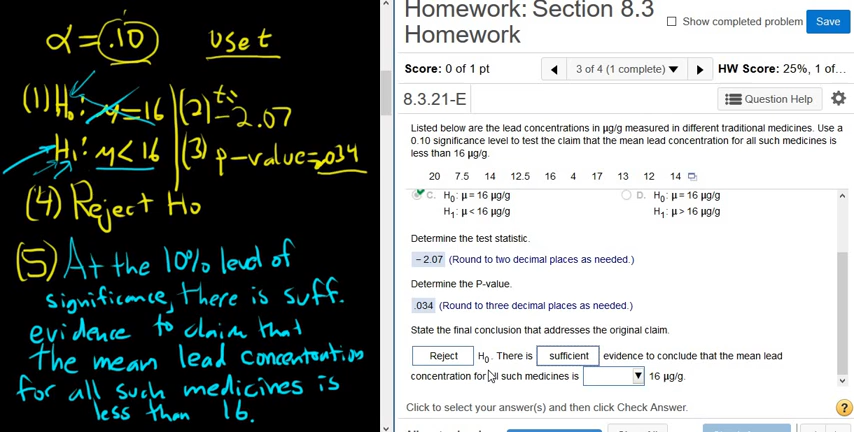 α = .10 use t
(1) H₀: μ = 16 (2) t: -2.07
H₁: μ < 16 (3) p-value = .034
(4) Reject H₀
(5) At the 10% level of
significance, there is suff.
evidence to claim that
the mean lead concentration
for all such medicines is
less than 16.
Homework: Section 8.3
Homework
Show completed problem
Save
Score: 0 of 1 pt
3 of 4 (1 complete)
HW Score: 25%, 1 of...
8.3.21-E
Question Help
Listed below are the lead concentrations in µg/g measured in different traditional medicines. Use a
0.10 significance level to test the claim that the mean lead concentration for all such medicines is
less than 16 µg/g.
20 7.5 14 12.5 16 4 17 13 12 14
C. H₀: µ = 16 µg/g D. H₀: µ = 16 µg/g
H₁: µ < 16 µg/g H₁: µ > 16 µg/g
Determine the test statistic.
− 2.07 (Round to two decimal places as needed.)
Determine the P-value.
.034 (Round to three decimal places as needed.)
State the final conclusion that addresses the original claim.
Reject H₀. There is sufficient evidence to conclude that the mean lead
concentration for all such medicines is 16 µg/g.
Click to select your answer(s) and then click Check Answer.
?